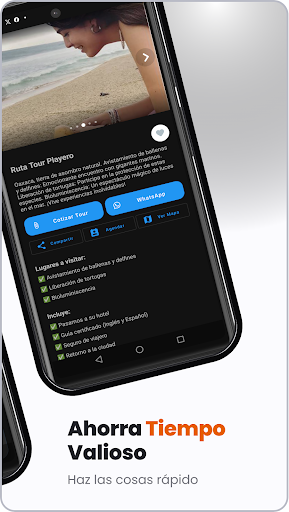 Ruta Tour Playero
Oaxaca, tierra de asombro natural. Avistamiento de ballenas
y delfines: Emocionante encuentro con gigantes marinos.
Liberación de tortugas: Participa en la protección de estas
especies. Bioluminiscencia: Un espectáculo mágico de luces
en el mar. ¡Vive experiencias inolvidables!
Cotizar Tour
WhatsApp
Compartir
Agendar
Ver Mapa
Lugares a visitar:
✅ Avistamiento de ballenas y delfines
✅ Liberación de tortugas
✅ Bioluminiscencia
Incluye:
✅ Pasamos a su hotel
✅ Guía certificado (Inglés y Español)
✅ Seguro de viajero
✅ Retorno a la ciudad
Ahorra Tiempo
Valioso
Haz las cosas rápido